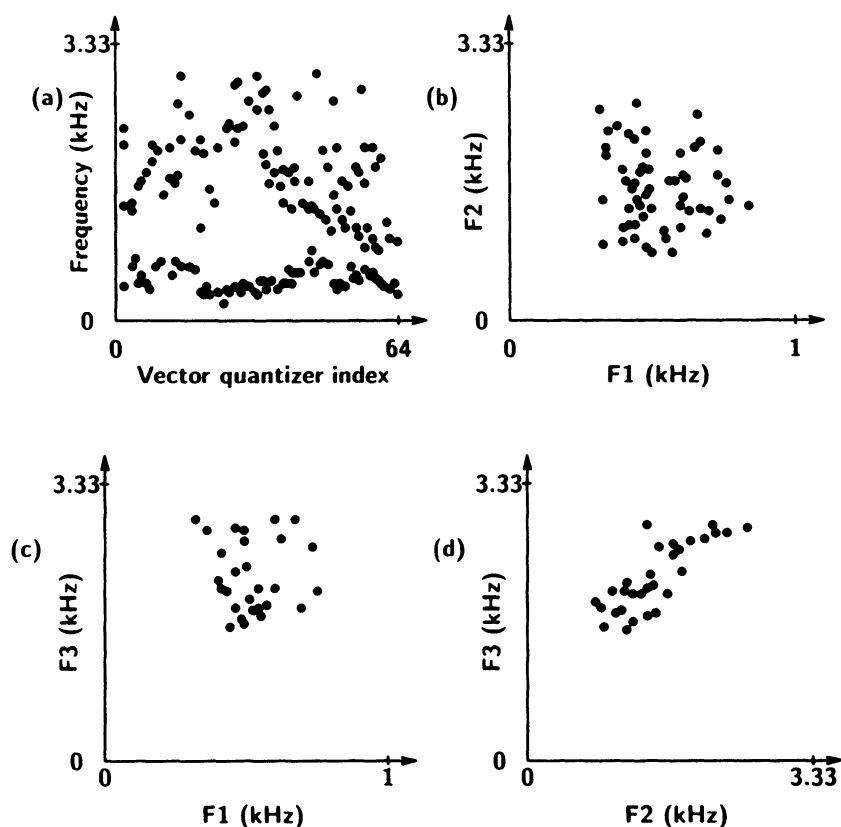 3.33
(a)
Frequency (kHz)
0
0
64
Vector quantizer index
3.33
(b)
F2 (kHz)
0
0
1
F1 (kHz)
3.33
(c)
F3 (kHz)
0
0
1
F1 (kHz)
3.33
(d)
F3 (kHz)
0
0
3.33
F2 (kHz)